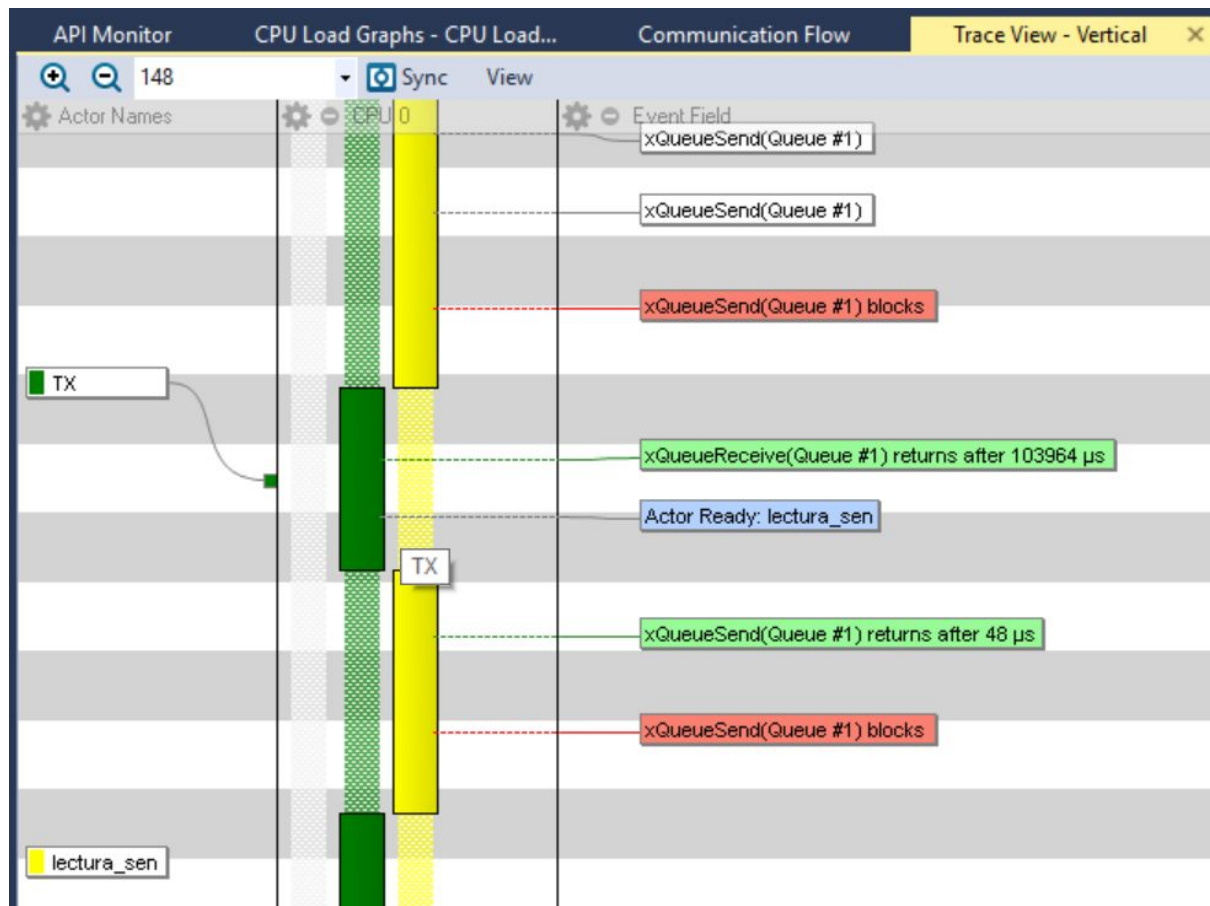 API Monitor
CPU Load Graphs - CPU Load...
Communication Flow
Trace View - Vertical
148
Sync
View
Actor Names
CPU 0
Event Field
xQueueSend(Queue #1)
xQueueSend(Queue #1)
xQueueSend(Queue #1) blocks
TX
xQueueReceive(Queue #1) returns after 103964 µs
Actor Ready: lectura_sen
TX
xQueueSend(Queue #1) returns after 48 µs
xQueueSend(Queue #1) blocks
lectura_sen